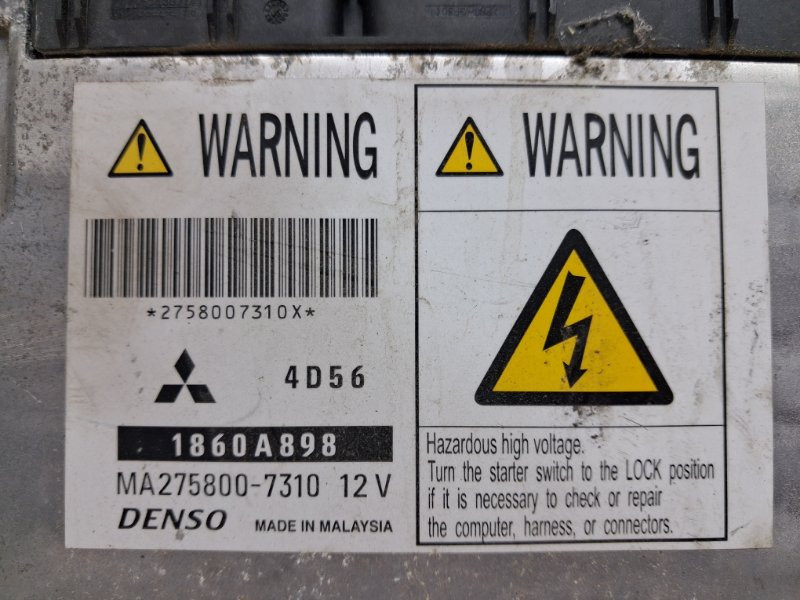 WARNING
*2758007310X*
4D56
1860A898
MA275800-7310 12V
DENSO MADE IN MALAYSIA
WARNING
Hazardous high voltage.
Turn the starter switch to the LOCK position
if it is necessary to check or repair
the computer, harness, or connectors.